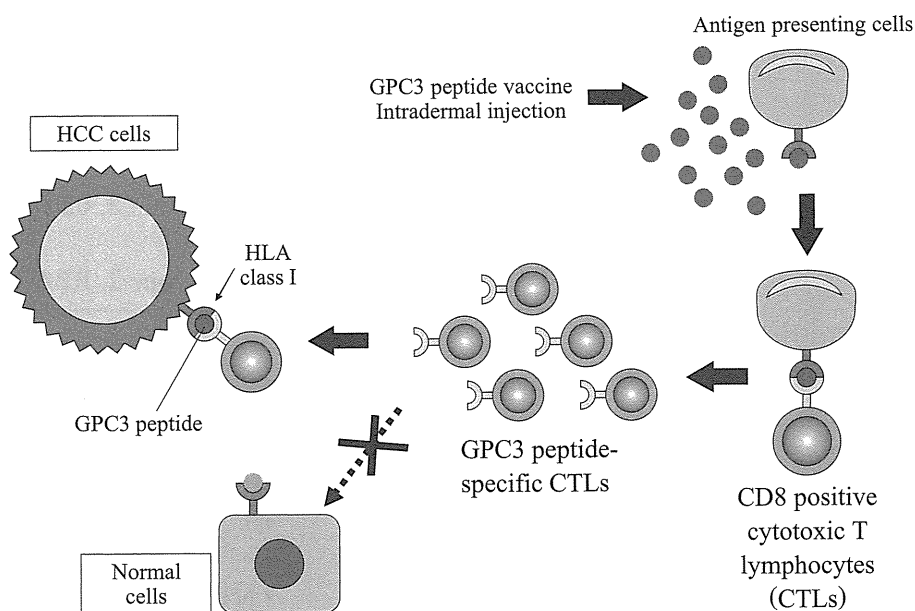 Antigen presenting cells
GPC3 peptide vaccine
Intradermal injection
HCC cells
HLA
class I
GPC3 peptide
GPC3 peptide-
specific CTLs
CD8 positive
cytotoxic T
lymphocytes
(CTLs)
Normal
cells